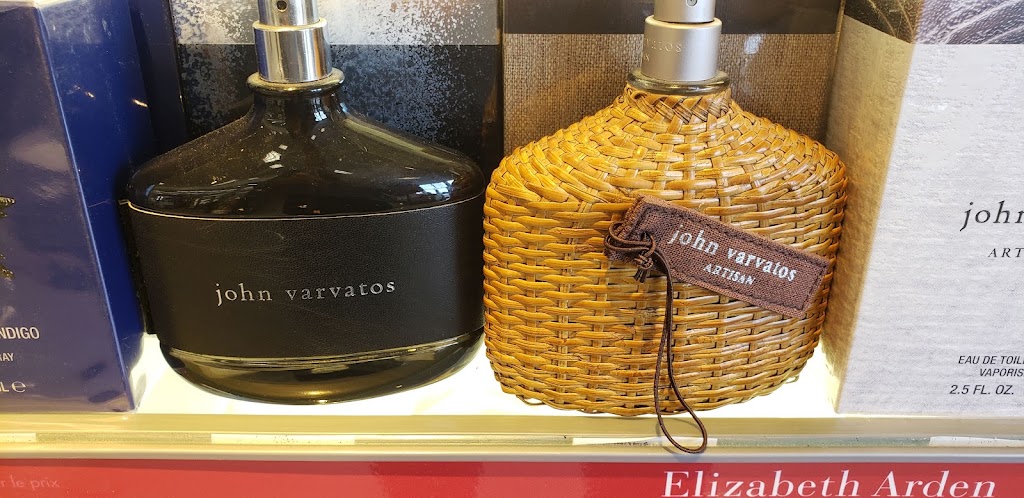 NDIGO
RAY
L℮
john varvatos
john varvatos
ARTISAN
john
ART
EAU DE TOIL
VAPORIS
2.5 FL. OZ.
r le prix
Elizabeth Arden